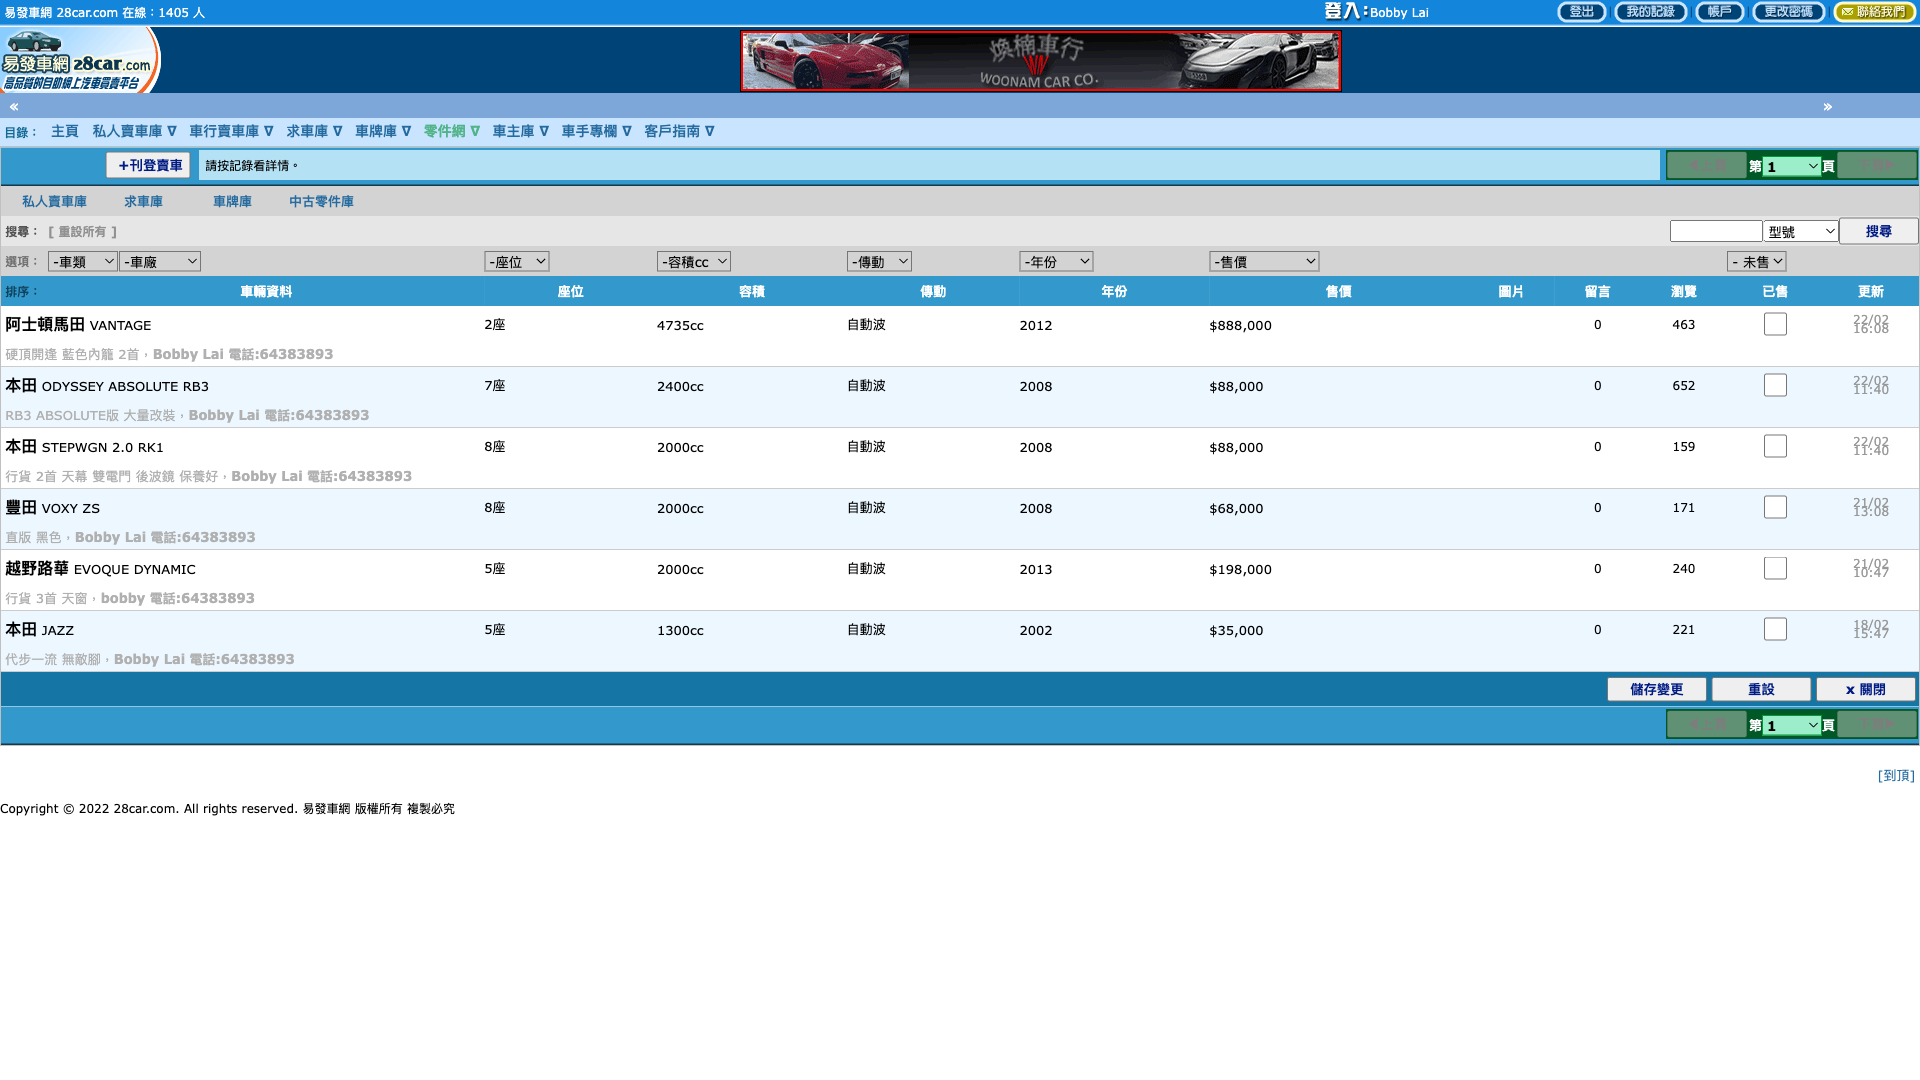 易發車網 28car.com 在線：1405 人
登入：Bobby Lai
登出 我的記錄 帳戶 更改密碼 聯絡我們
易發車網 28car.com
高品質的自助網上汽車買賣平台
煥楠車行
WOONAM CAR CO.
« »
目錄： 主頁 私人賣車庫 ∇ 車行賣車庫 ∇ 求車庫 ∇ 車牌庫 ∇ 零件網 ∇ 車主庫 ∇ 車手專欄 ∇ 客戶指南 ∇
+刊登賣車 請按記錄看詳情。 第 1 頁
私人賣車庫 求車庫 車牌庫 中古零件庫
搜尋： [ 重設所有 ] 型號 搜尋
選項： -車類 -車廠 -座位 -容積cc -傳動 -年份 -售價 - 未售
排序： 車輛資料 座位 容積 傳動 年份 售價 圖片 留言 瀏覽 已售 更新
阿士頓馬田 VANTAGE 2座 4735cc 自動波 2012 $888,000 0 463 22/02 16:08
硬頂開逢 藍色內籠 2首，Bobby Lai 電話:64383893
本田 ODYSSEY ABSOLUTE RB3 7座 2400cc 自動波 2008 $88,000 0 652 22/02 11:40
RB3 ABSOLUTE版 大量改裝，Bobby Lai 電話:64383893
本田 STEPWGN 2.0 RK1 8座 2000cc 自動波 2008 $88,000 0 159 22/02 11:40
行貨 2首 天幕 雙電門 後波鏡 保養好，Bobby Lai 電話:64383893
豐田 VOXY ZS 8座 2000cc 自動波 2008 $68,000 0 171 21/02 13:08
直版 黑色，Bobby Lai 電話:64383893
越野路華 EVOQUE DYNAMIC 5座 2000cc 自動波 2013 $198,000 0 240 21/02 10:47
行貨 3首 天窗，bobby 電話:64383893
本田 JAZZ 5座 1300cc 自動波 2002 $35,000 0 221 18/02 15:47
代步一流 無敵腳，Bobby Lai 電話:64383893
儲存變更 重設 x 關閉
第 1 頁
[到頂]
Copyright © 2022 28car.com. All rights reserved. 易發車網 版權所有 複製必究